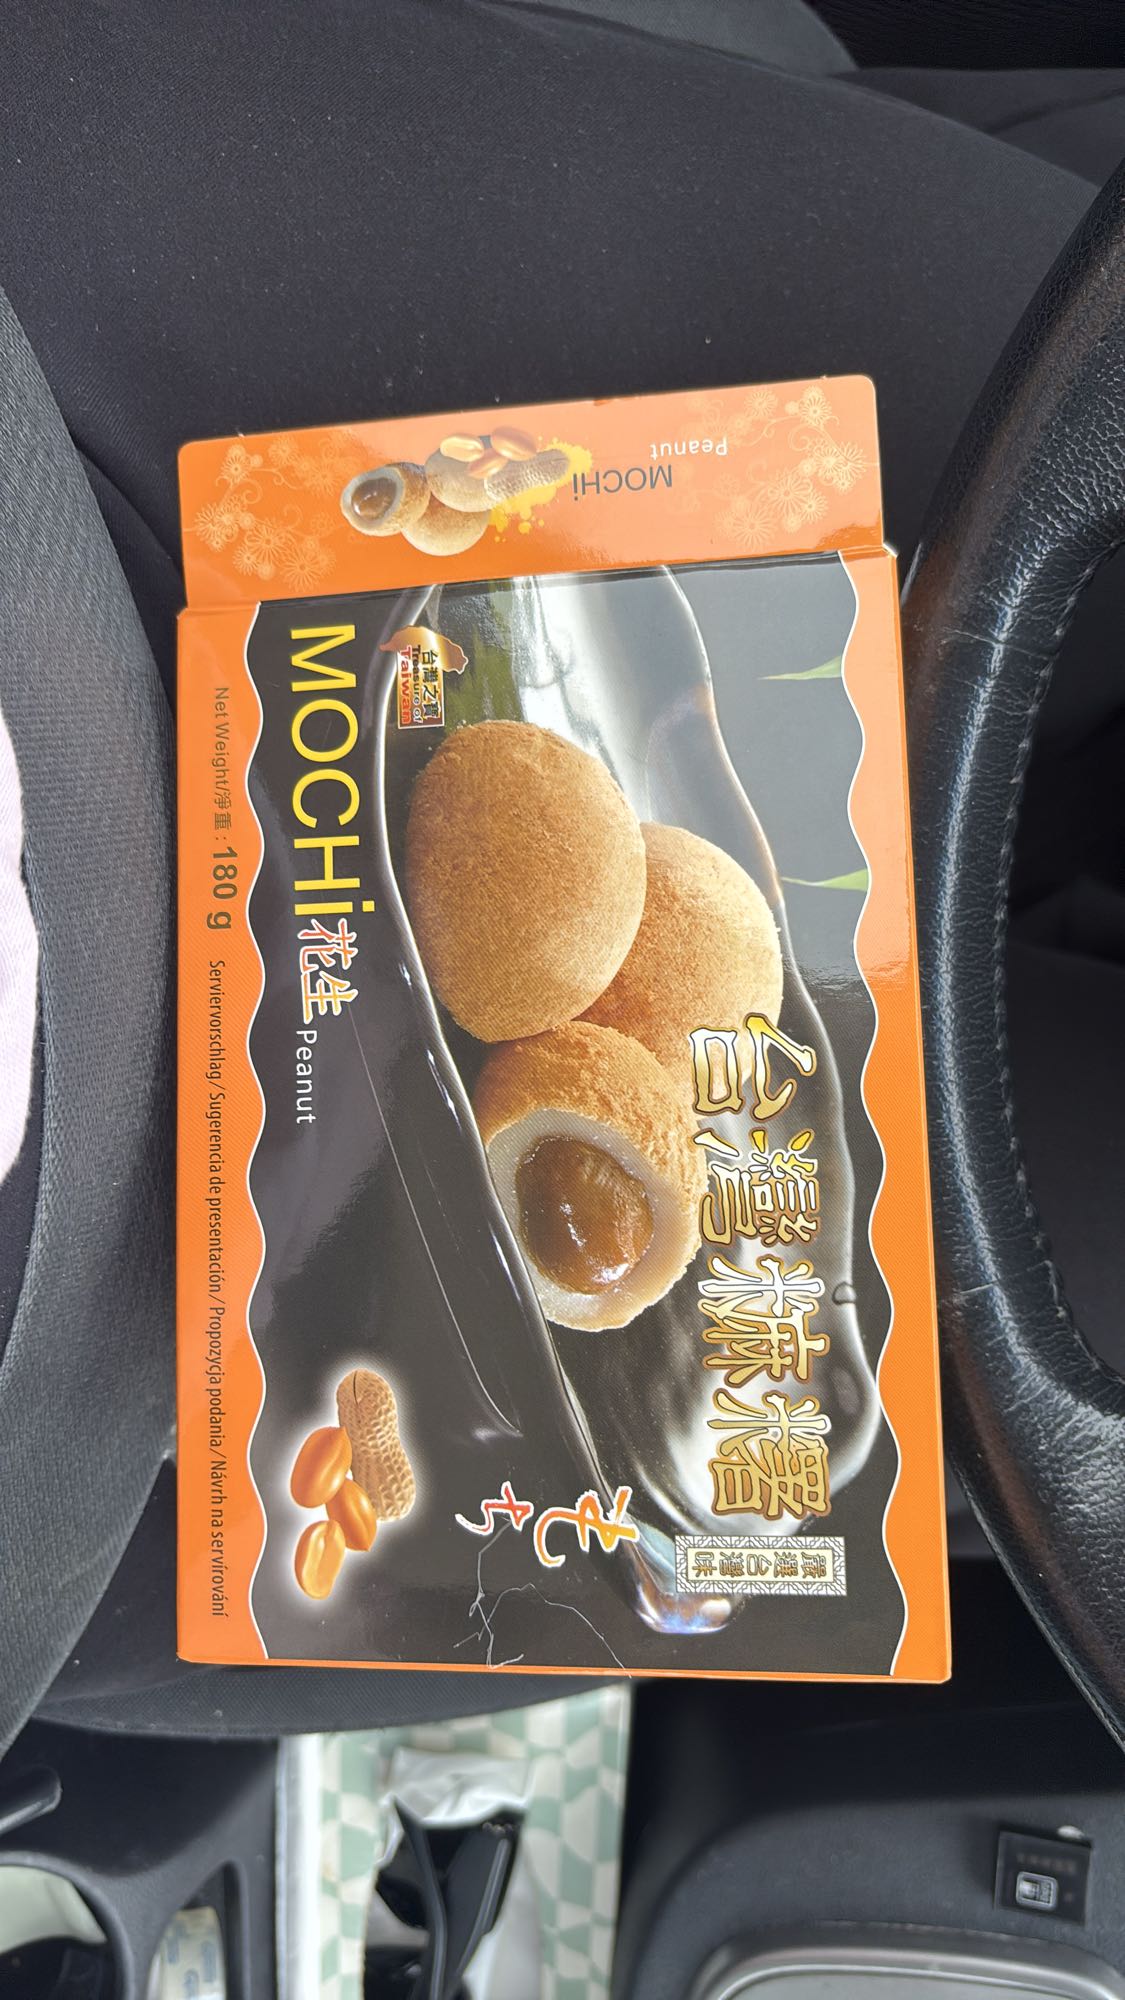 Peanut
MOCHi
台灣之寶
Treasure of
Taiwan
MOCHi花生Peanut
台灣麻糬
嚴選台灣味
Net Weight/淨重：180 g
Serviervorschlag/Sugerencia de presentación/Propozycja podania/Návrh na servírování